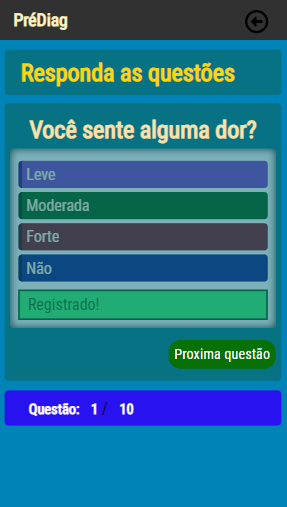 PréDiag
Responda as questões
Você sente alguma dor?
Leve
Moderada
Forte
Não
Registrado!
Proxima questão
Questão: 1 / 10